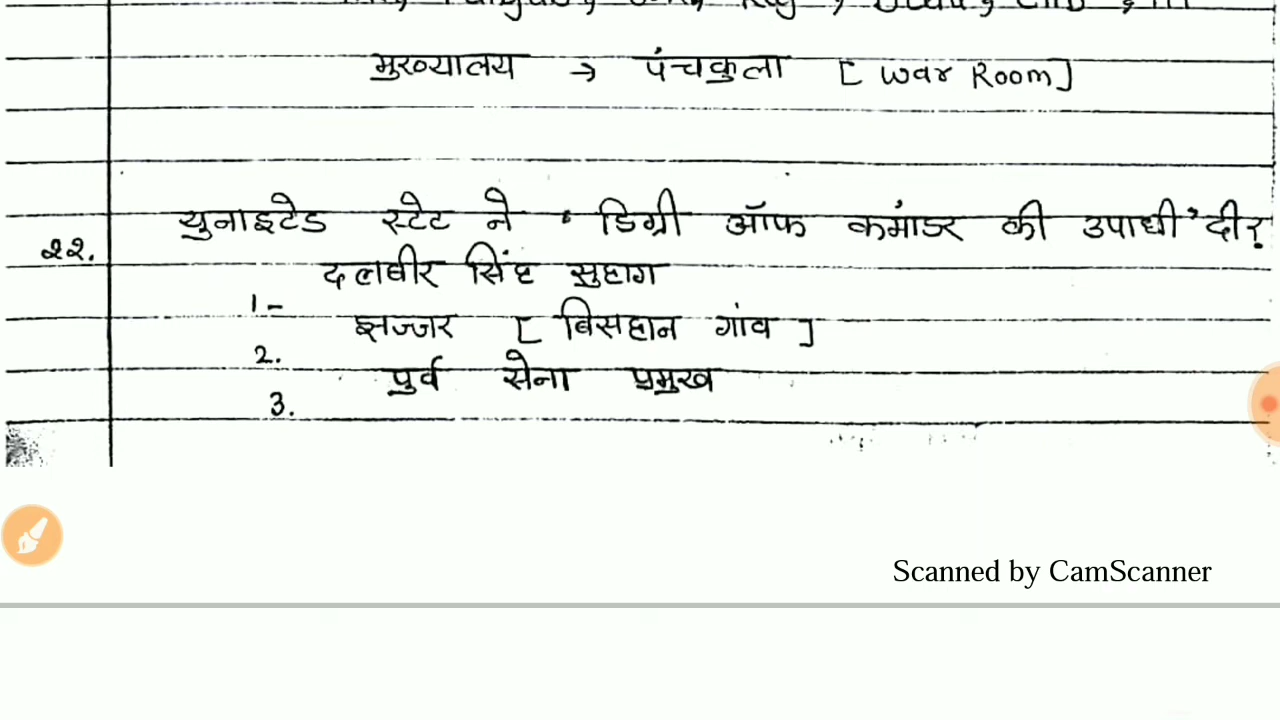 मुख्यालय → पंचकुला [ War Room ]
22. युनाइटेड स्टेट ने ' डिग्री ऑफ कमांडर की उपाधी ' दी?
1- दलबीर सिंह सुहाग
2. झज्जर [ बिसहान गांव ]
3. पुर्व सेना प्रमुख
Scanned by CamScanner